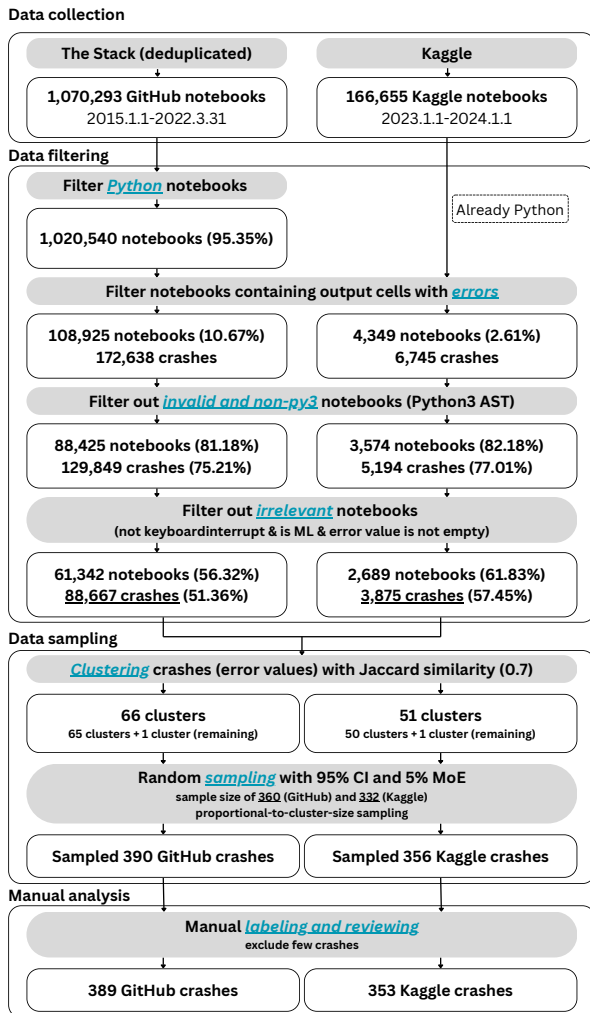 Data collection
The Stack (deduplicated)
Kaggle
1,070,293 GitHub notebooks
2015.1.1-2022.3.31
166,655 Kaggle notebooks
2023.1.1-2024.1.1
Data filtering
Filter Python notebooks
Already Python
1,020,540 notebooks (95.35%)
Filter notebooks containing output cells with errors
108,925 notebooks (10.67%)
172,638 crashes
4,349 notebooks (2.61%)
6,745 crashes
Filter out invalid and non-py3 notebooks (Python3 AST)
88,425 notebooks (81.18%)
129,849 crashes (75.21%)
3,574 notebooks (82.18%)
5,194 crashes (77.01%)
Filter out irrelevant notebooks
(not keyboardinterrupt & is ML & error value is not empty)
61,342 notebooks (56.32%)
88,667 crashes (51.36%)
2,689 notebooks (61.83%)
3,875 crashes (57.45%)
Data sampling
Clustering crashes (error values) with Jaccard similarity (0.7)
66 clusters
65 clusters + 1 cluster (remaining)
51 clusters
50 clusters + 1 cluster (remaining)
Random sampling with 95% CI and 5% MoE
sample size of 360 (GitHub) and 332 (Kaggle)
proportional-to-cluster-size sampling
Sampled 390 GitHub crashes
Sampled 356 Kaggle crashes
Manual analysis
Manual labeling and reviewing
exclude few crashes
389 GitHub crashes
353 Kaggle crashes